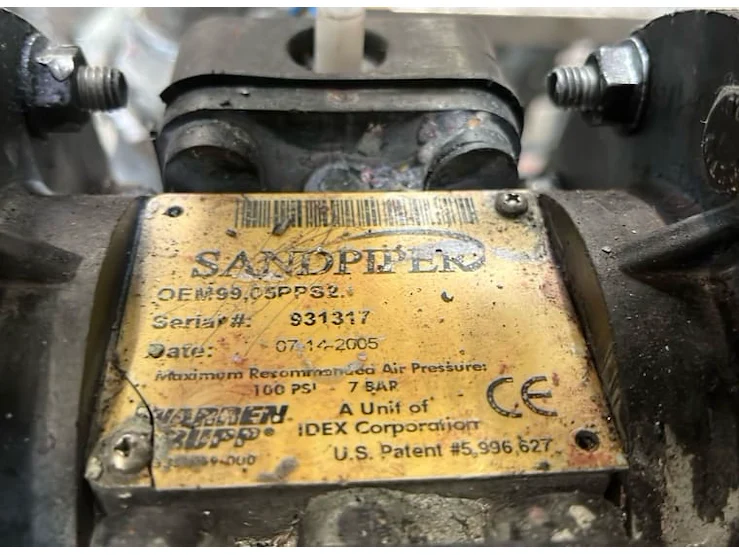 SANDPIPER
OEM99,05PPS2.
Serial #: 931317
Date: 07-14-2005
Maximum Recommended Air Pressure:
100 PSI 7 BAR
CE
WARREN RUPP®
A Unit of
IDEX Corporation
U.S. Patent #5,996,627